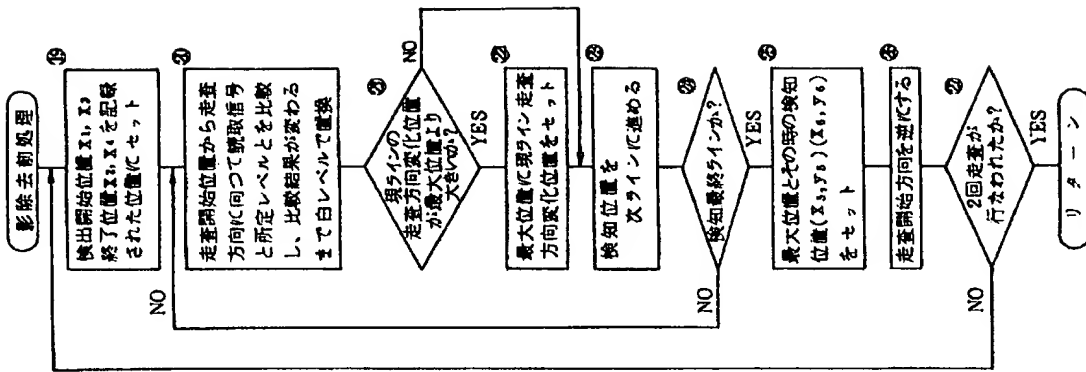 影除去前処理
⑲
検出開始位置X₁, X₃
終了位置X₂, X₄を記録
された位置にセット
⑳
走査開始位置から走査
方向に向つて読取信号
と所定レベルとを比較
し、比較結果が変わる
まで白レベルで置換
㉑
現ラインの
走査方向変化位置
が最大位置より
大きいか?
NO
YES
㉒
最大位置に現ライン走査
方向変化位置をセット
㉓
検知位置を
次ラインに進める
㉔
検知最終ラインか?
NO
YES
㉕
最大位置とその時の検知
位置(X₅,y₅)(X₆,y₆)
をセット
㉖
走査開始方向を逆にする
㉗
2回走査が
行なわれたか?
NO
YES
リターン